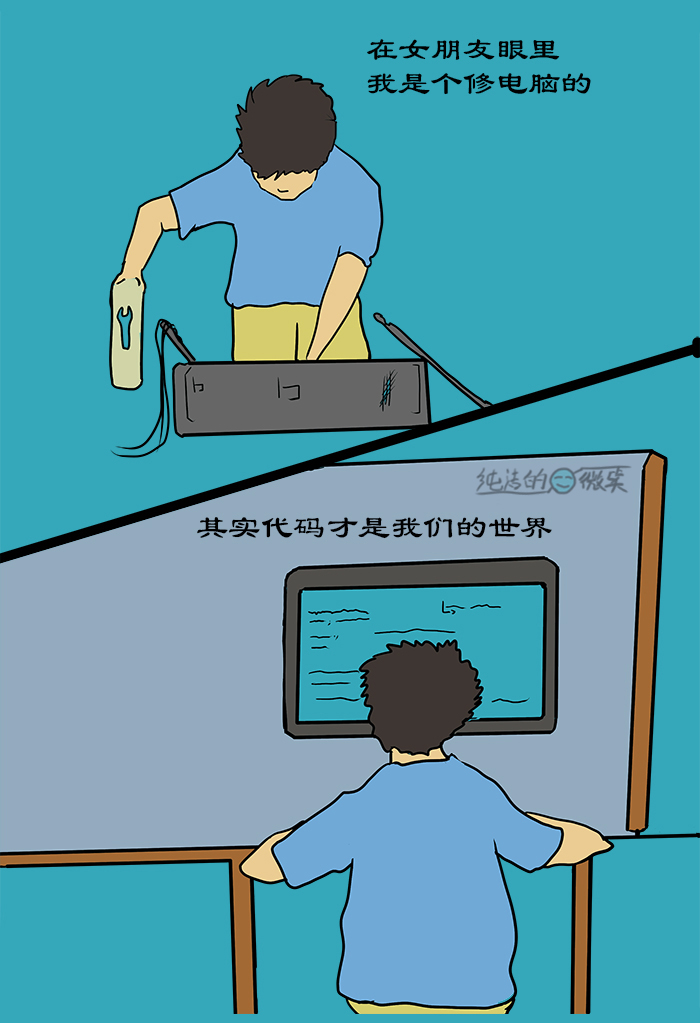 在女朋友眼里
我是个修电脑的
纯洁的微笑
其实代码才是我们的世界